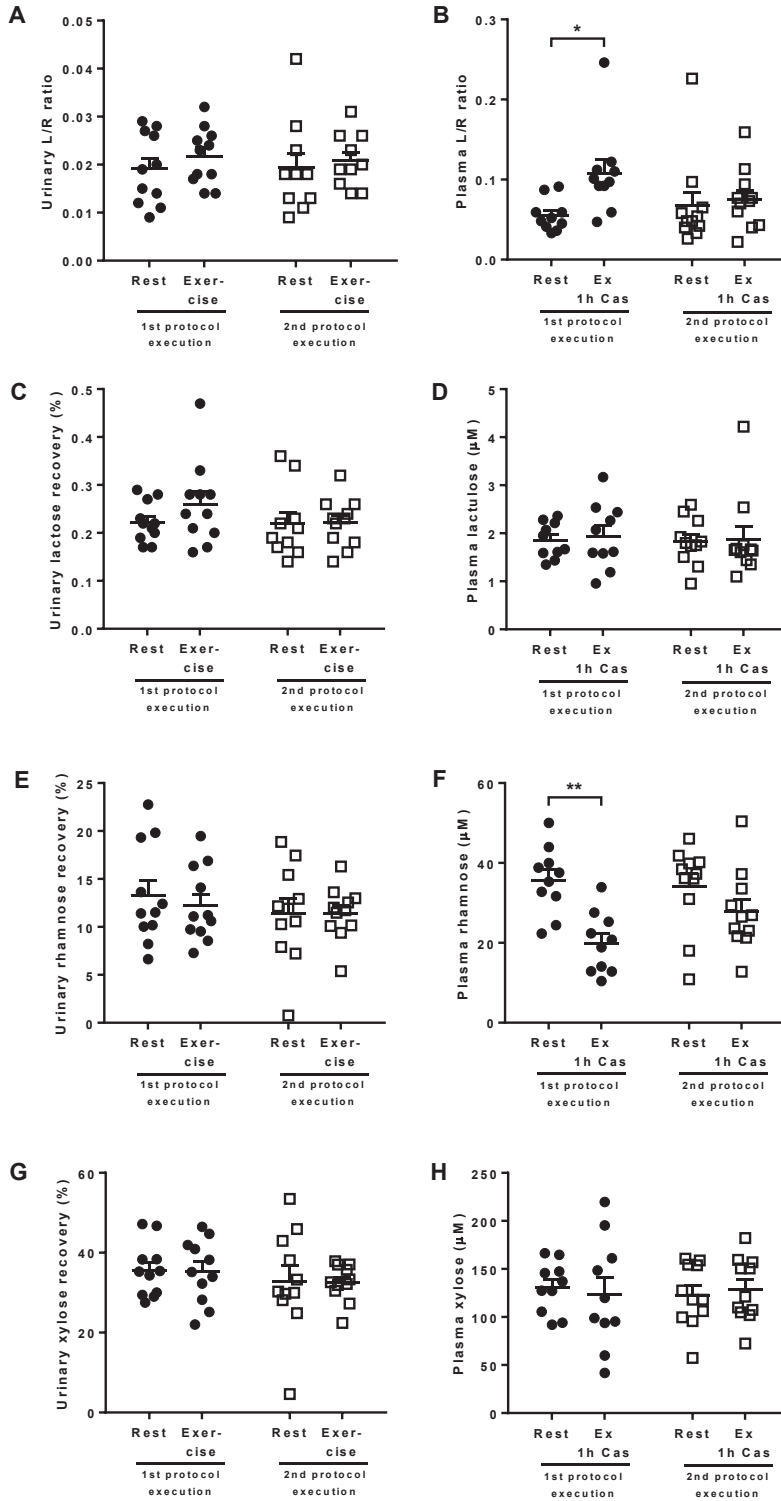 A
Urinary L/R ratio
0.05
0.04
0.03
0.02
0.01
0.00
Rest
Exer-
cise
Rest
Exer-
cise
1st protocol
execution
2nd protocol
execution
B
Plasma L/R ratio
0.3
0.2
0.1
0.0
*
Rest
Ex
1h Cas
Rest
Ex
1h Cas
1st protocol
execution
2nd protocol
execution
C
Urinary lactose recovery (%)
0.5
0.4
0.3
0.2
0.1
0.0
Rest
Exer-
cise
Rest
Exer-
cise
1st protocol
execution
2nd protocol
execution
D
Plasma lactulose (µM)
5
4
3
2
1
0
Rest
Ex
1h Cas
Rest
Ex
1h Cas
1st protocol
execution
2nd protocol
execution
E
Urinary rhamnose recovery (%)
25
20
15
10
5
0
Rest
Exer-
cise
Rest
Exer-
cise
1st protocol
execution
2nd protocol
execution
F
Plasma rhamnose (µM)
60
40
20
0
**
Rest
Ex
1h Cas
Rest
Ex
1h Cas
1st protocol
execution
2nd protocol
execution
G
Urinary xylose recovery (%)
60
40
20
0
Rest
Exer-
cise
Rest
Exer-
cise
1st protocol
execution
2nd protocol
execution
H
Plasma xylose (µM)
250
200
150
100
50
0
Rest
Ex
1h Cas
Rest
Ex
1h Cas
1st protocol
execution
2nd protocol
execution